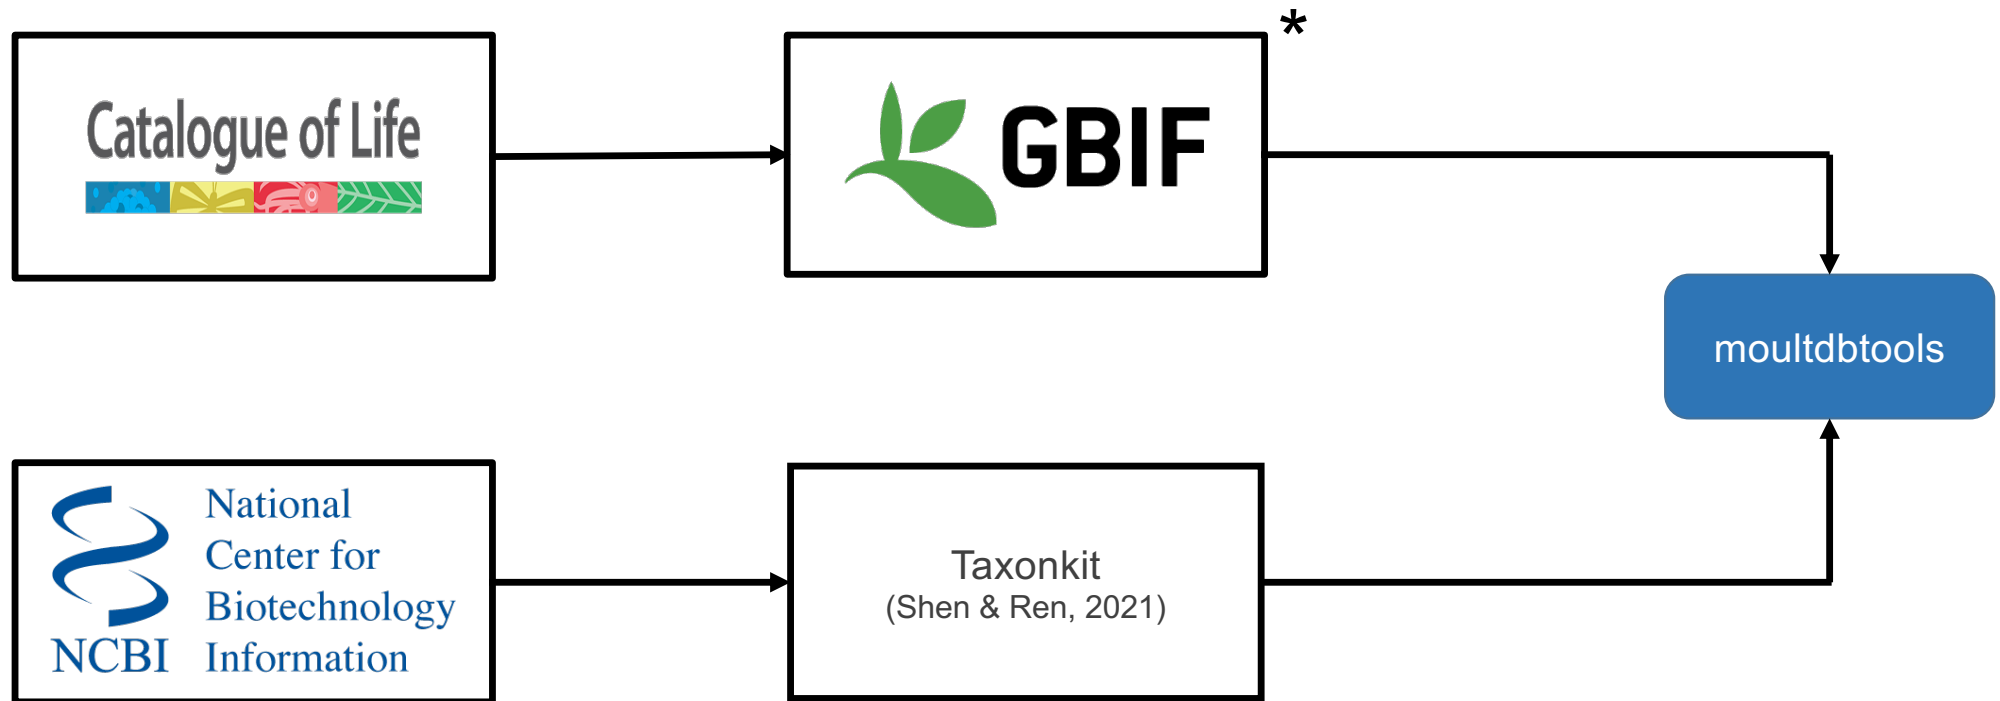 *
Catalogue of Life
GBIF
moultdbtools
National
Center for
Biotechnology
Information
NCBI
Taxonkit
(Shen & Ren, 2021)